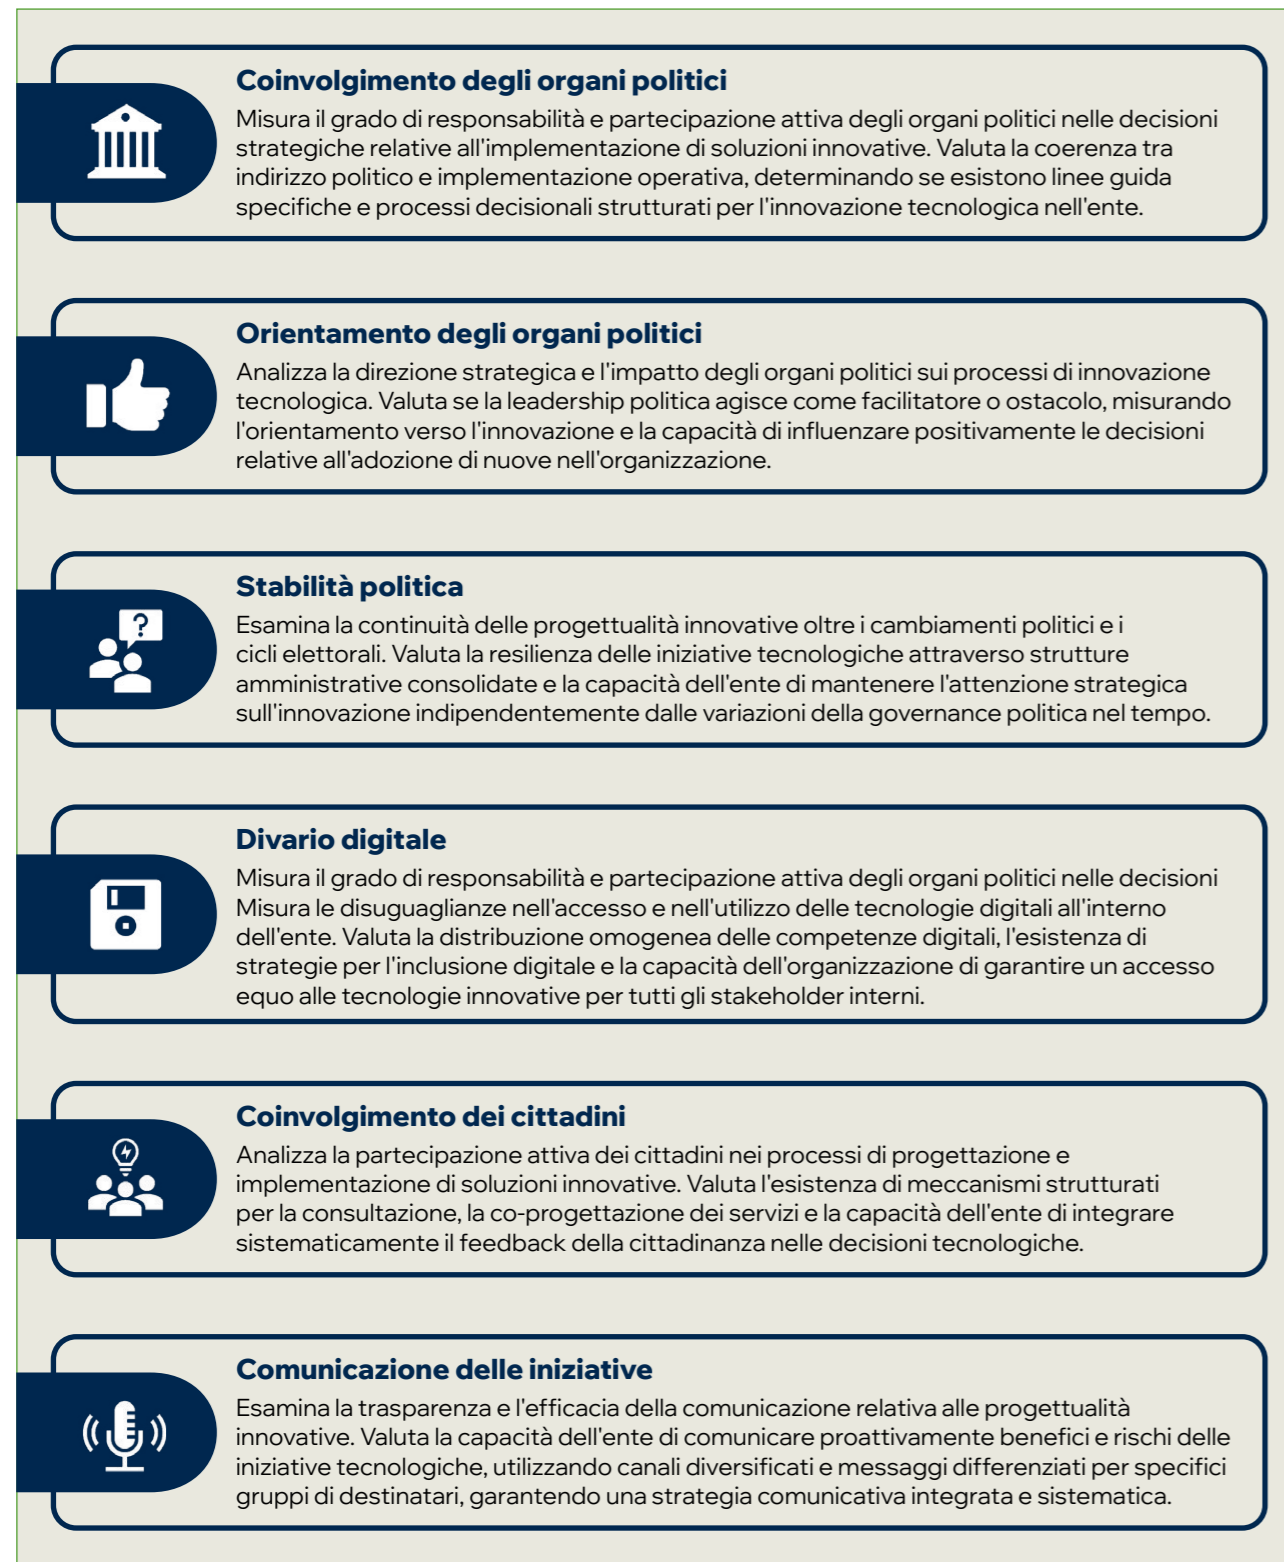 Coinvolgimento degli organi politici
Misura il grado di responsabilità e partecipazione attiva degli organi politici nelle decisioni
strategiche relative all'implementazione di soluzioni innovative. Valuta la coerenza tra
indirizzo politico e implementazione operativa, determinando se esistono linee guida
specifiche e processi decisionali strutturati per l'innovazione tecnologica nell'ente.
Orientamento degli organi politici
Analizza la direzione strategica e l'impatto degli organi politici sui processi di innovazione
tecnologica. Valuta se la leadership politica agisce come facilitatore o ostacolo, misurando
l'orientamento verso l'innovazione e la capacità di influenzare positivamente le decisioni
relative all'adozione di nuove nell'organizzazione.
Stabilità politica
Esamina la continuità delle progettualità innovative oltre i cambiamenti politici e i
cicli elettorali. Valuta la resilienza delle iniziative tecnologiche attraverso strutture
amministrative consolidate e la capacità dell'ente di mantenere l'attenzione strategica
sull'innovazione indipendentemente dalle variazioni della governance politica nel tempo.
?
Divario digitale
Misura il grado di responsabilità e partecipazione attiva degli organi politici nelle decisioni
Misura le disuguaglianze nell'accesso e nell'utilizzo delle tecnologie digitali all'interno
dell'ente. Valuta la distribuzione omogenea delle competenze digitali, l'esistenza di
strategie per l'inclusione digitale e la capacità dell'organizzazione di garantire un accesso
equo alle tecnologie innovative per tutti gli stakeholder interni.
Coinvolgimento dei cittadini
Analizza la partecipazione attiva dei cittadini nei processi di progettazione e
implementazione di soluzioni innovative. Valuta l'esistenza di meccanismi strutturati
per la consultazione, la co-progettazione dei servizi e la capacità dell'ente di integrare
sistematicamente il feedback della cittadinanza nelle decisioni tecnologiche.
Comunicazione delle iniziative
Esamina la trasparenza e l'efficacia della comunicazione relativa alle progettualità
innovative. Valuta la capacità dell'ente di comunicare proattivamente benefici e rischi delle
iniziative tecnologiche, utilizzando canali diversificati e messaggi differenziati per specifici
gruppi di destinatari, garantendo una strategia comunicativa integrata e sistematica.